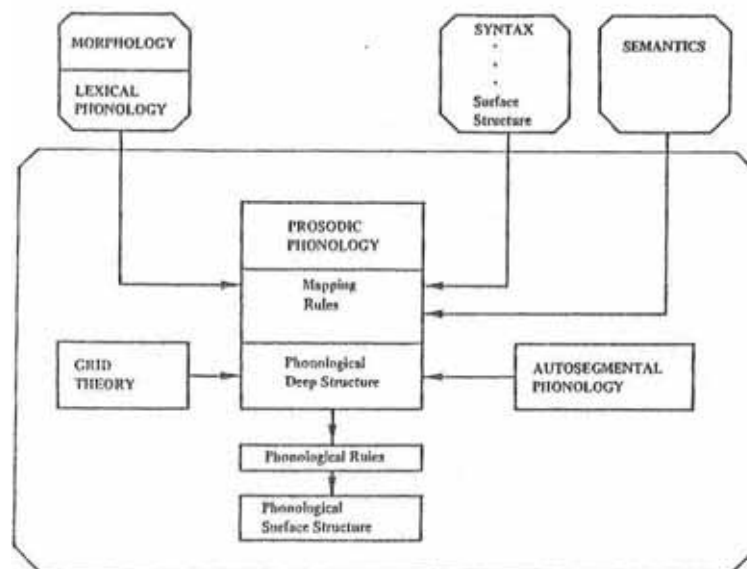 MORPHOLOGY
LEXICAL
PHONOLOGY
SYNTAX
Surface
Structure
SEMANTICS
PROSODIC
PHONOLOGY
Mapping
Rules
Phonological
Deep Structure
GRID
THEORY
AUTOSEGMENTAL
PHONOLOGY
Phonological Rules
Phonological
Surface Structure